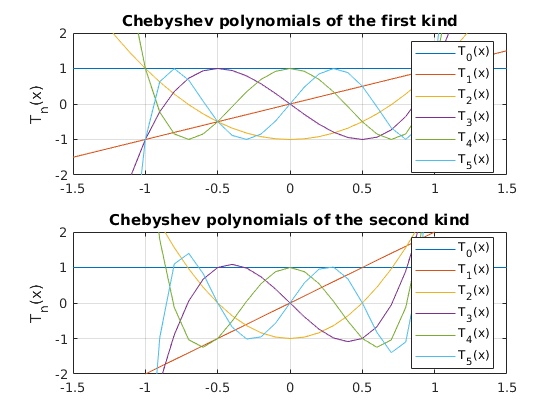 Chebyshev polynomials of the first kind
2
1
0
-1
-2
T_n(x)
-1.5 -1 -0.5 0 0.5 1 1.5
T_0(x)
T_1(x)
T_2(x)
T_3(x)
T_4(x)
T_5(x)
Chebyshev polynomials of the second kind
2
1
0
-1
-2
T_n(x)
-1.5 -1 -0.5 0 0.5 1 1.5
T_0(x)
T_1(x)
T_2(x)
T_3(x)
T_4(x)
T_5(x)